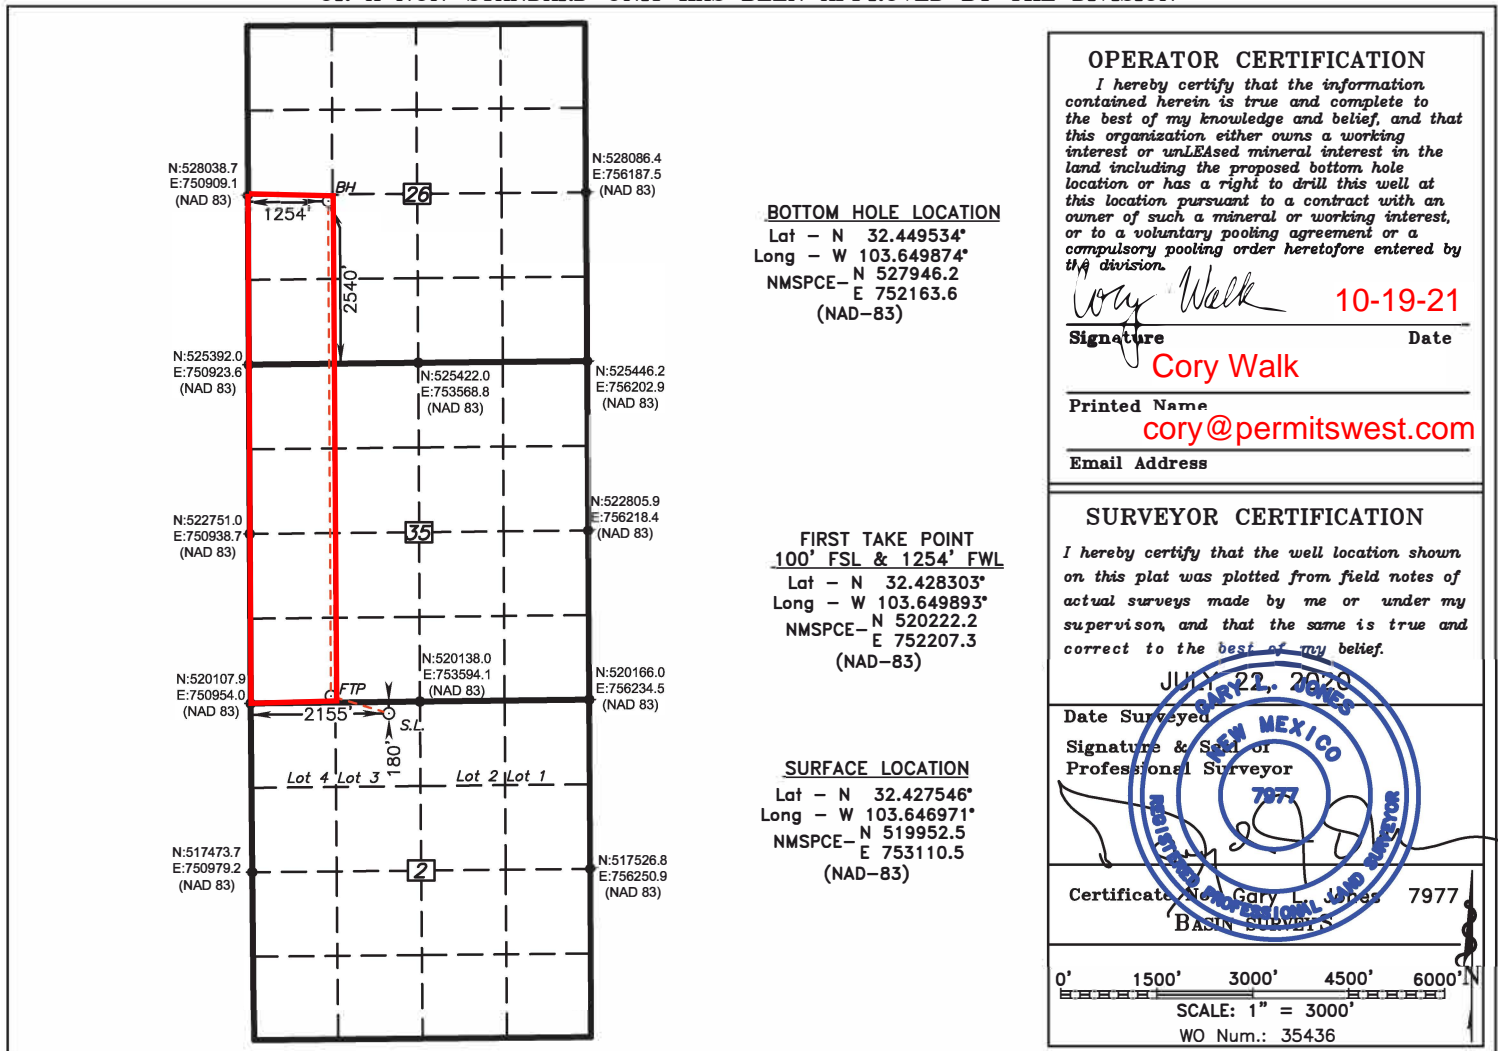 N:528038.7
E:750909.1
(NAD 83)
BH
26
N:528086.4
E:756187.5
(NAD 83)
1254'
2540'
N:525392.0
E:750923.6
(NAD 83)
N:525422.0
E:753568.8
(NAD 83)
N:525446.2
E:756202.9
(NAD 83)
N:522751.0
E:750938.7
(NAD 83)
35
N:522805.9
E:756218.4
(NAD 83)
N:520107.9
E:750954.0
(NAD 83)
FTP
N:520138.0
E:753594.1
(NAD 83)
N:520166.0
E:756234.5
(NAD 83)
2155'
S.L.
180'
Lot 4 Lot 3 Lot 2 Lot 1
N:517473.7
E:750979.2
(NAD 83)
2
N:517526.8
E:756250.9
(NAD 83)
BOTTOM HOLE LOCATION
Lat - N 32.449534°
Long - W 103.649874°
NMSPCE- N 527946.2
E 752163.6
(NAD-83)
FIRST TAKE POINT
100' FSL & 1254' FWL
Lat - N 32.428303°
Long - W 103.649893°
NMSPCE- N 520222.2
E 752207.3
(NAD-83)
SURFACE LOCATION
Lat - N 32.427546°
Long - W 103.646971°
NMSPCE- N 519952.5
E 753110.5
(NAD-83)
OPERATOR CERTIFICATION
I hereby certify that the information
contained herein is true and complete to
the best of my knowledge and belief, and that
this organization either owns a working
interest or unLEAsed mineral interest in the
land including the proposed bottom hole
location or has a right to drill this well at
this location pursuant to a contract with an
owner of such a mineral or working interest,
or to a voluntary pooling agreement or a
compulsory pooling order heretofore entered by
the division.
Cory Walk 10-19-21
Signature Date
Cory Walk
Printed Name
cory@permitswest.com
Email Address
SURVEYOR CERTIFICATION
I hereby certify that the well location shown
on this plat was plotted from field notes of
actual surveys made by me or under my
supervison, and that the same is true and
correct to the best of my belief.
JULY 22, 2020
Date Surveyed
Signature & Seal of
Professional Surveyor
GARY L. JONES
NEW MEXICO
7977
REGISTERED PROFESSIONAL LAND SURVEYOR
Certificate No. Gary L. Jones 7977
BASIN SURVEYS
0' 1500' 3000' 4500' 6000'
N
SCALE: 1" = 3000'
WO Num.: 35436